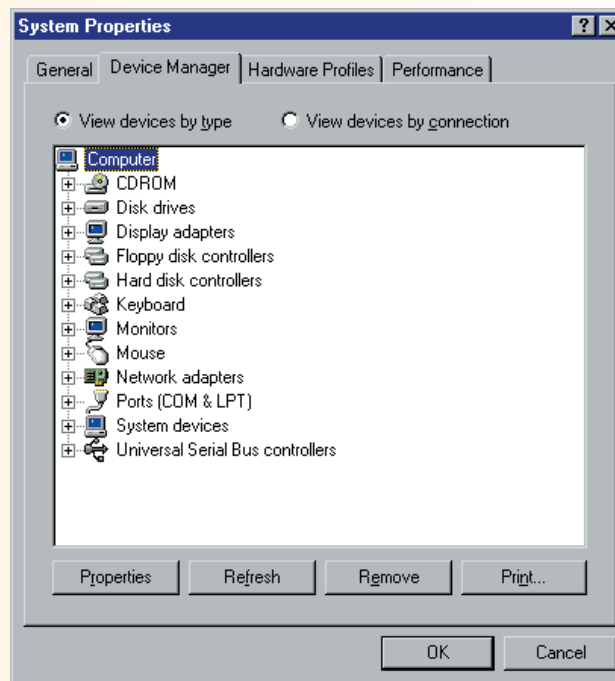 System Properties
General Device Manager Hardware Profiles Performance
View devices by type View devices by connection
Computer
CDROM
Disk drives
Display adapters
Floppy disk controllers
Hard disk controllers
Keyboard
Monitors
Mouse
Network adapters
Ports (COM & LPT)
System devices
Universal Serial Bus controllers
Properties Refresh Remove Print...
OK Cancel